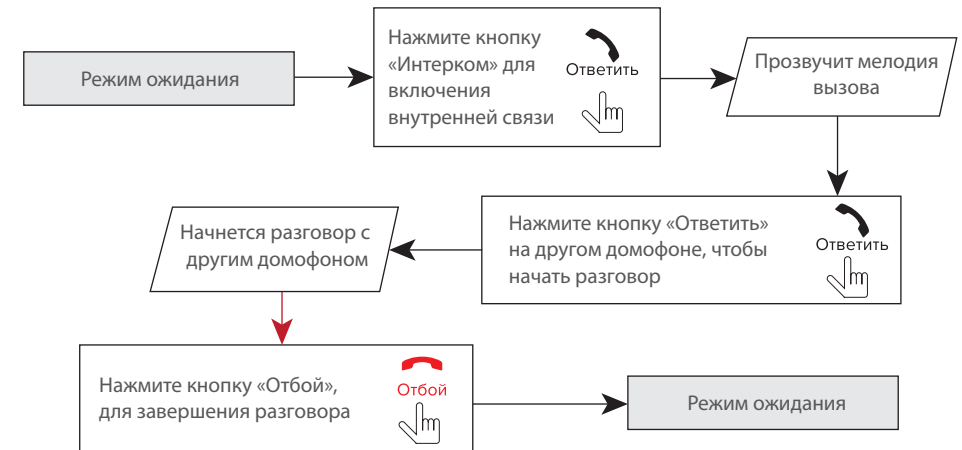 Режим ожидания
Нажмите кнопку
«Интерком» для
включения
внутренней связи
Ответить
Прозвучит мелодия
вызова
Начнется разговор с
другим домофоном
Нажмите кнопку «Ответить»
на другом домофоне, чтобы
начать разговор
Ответить
Нажмите кнопку «Отбой»,
для завершения разговора
Отбой
Режим ожидания